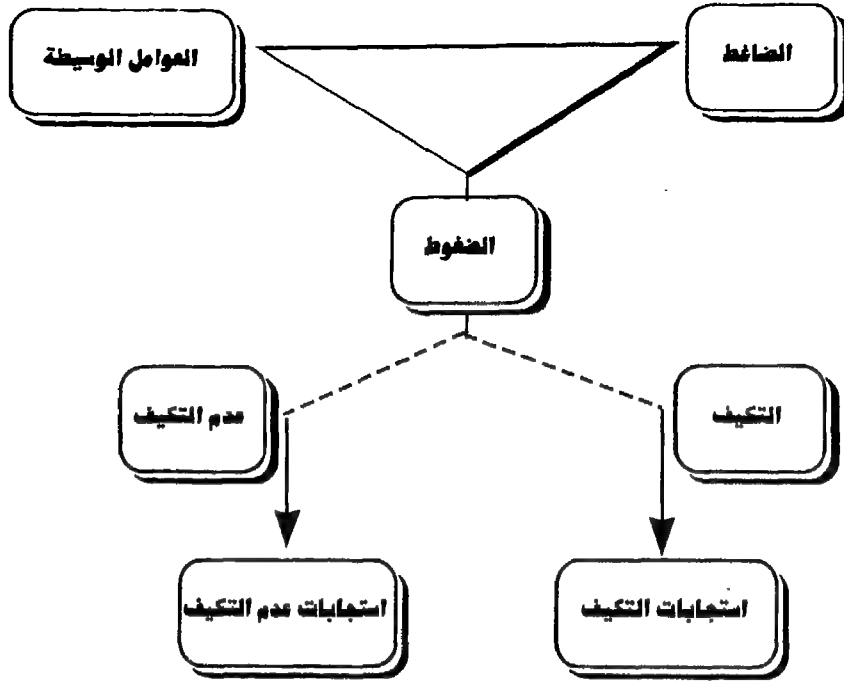 الضاغط
العوامل الوسيطة
الضغوط
التكيف
عدم التكيف
استجابات التكيف
استجابات عدم التكيف